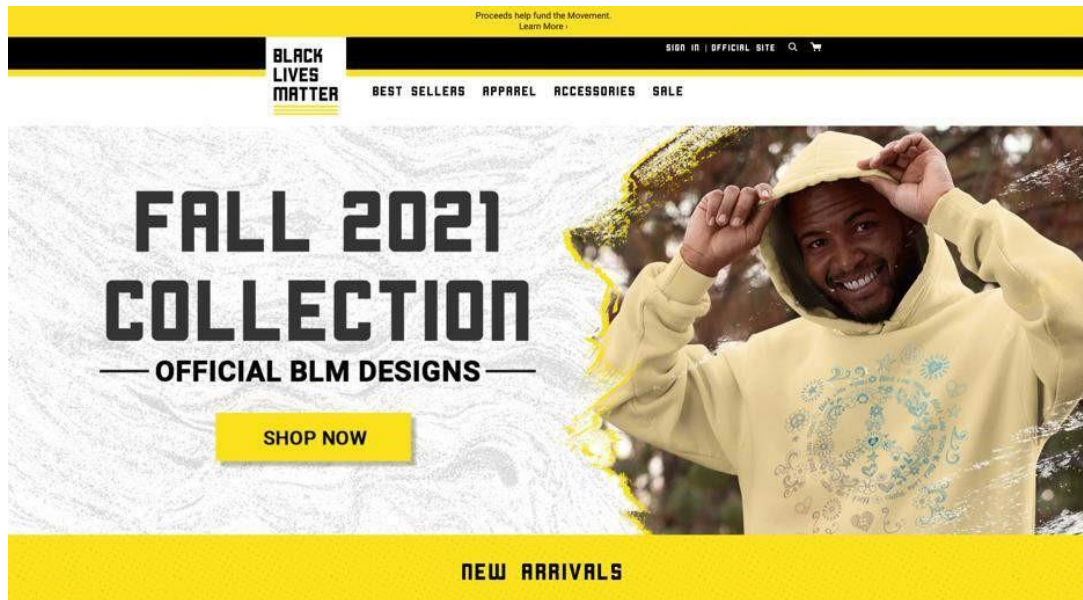 Proceeds help fund the Movement.
Learn More ›
SIGN IN | OFFICIAL SITE
BLACK
LIVES
MATTER
BEST SELLERS APPAREL ACCESSORIES SALE
FALL 2021
COLLECTION
OFFICIAL BLM DESIGNS
SHOP NOW
NEW ARRIVALS